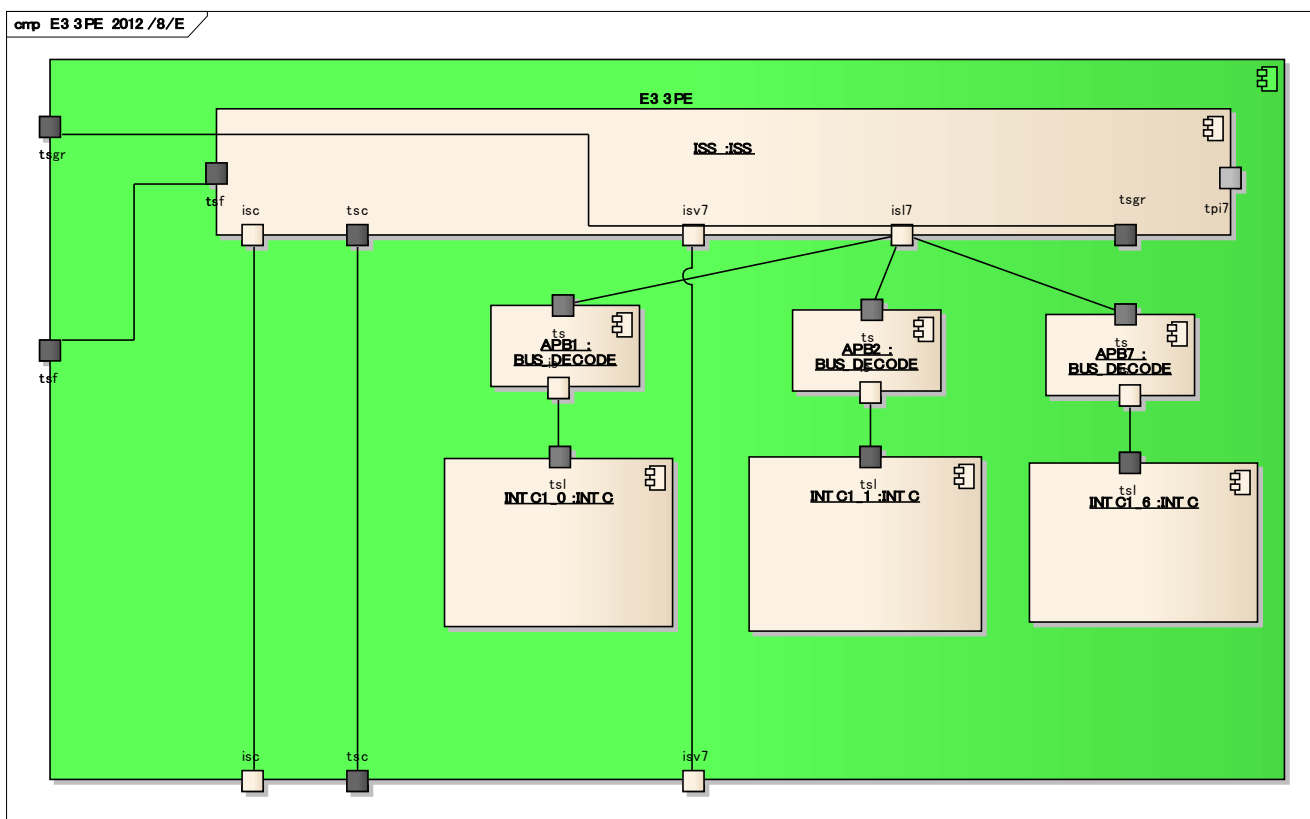 cmp E3 3PE 2012/8/E
E3 3PE
ISS :ISS
tsgr
tsf
tsgr
tpi7
isc
tsc
isv7
isl7
tsf
ts
APB1 :
BUS_DECODE
is
ts
APB2 :
BUS_DECODE
ts
APB7 :
BUS_DECODE
tsl
INTC1_0 :INTC
tsl
INTC1_1 :INTC
tsl
INTC1_6 :INTC
isc
tsc
isv7